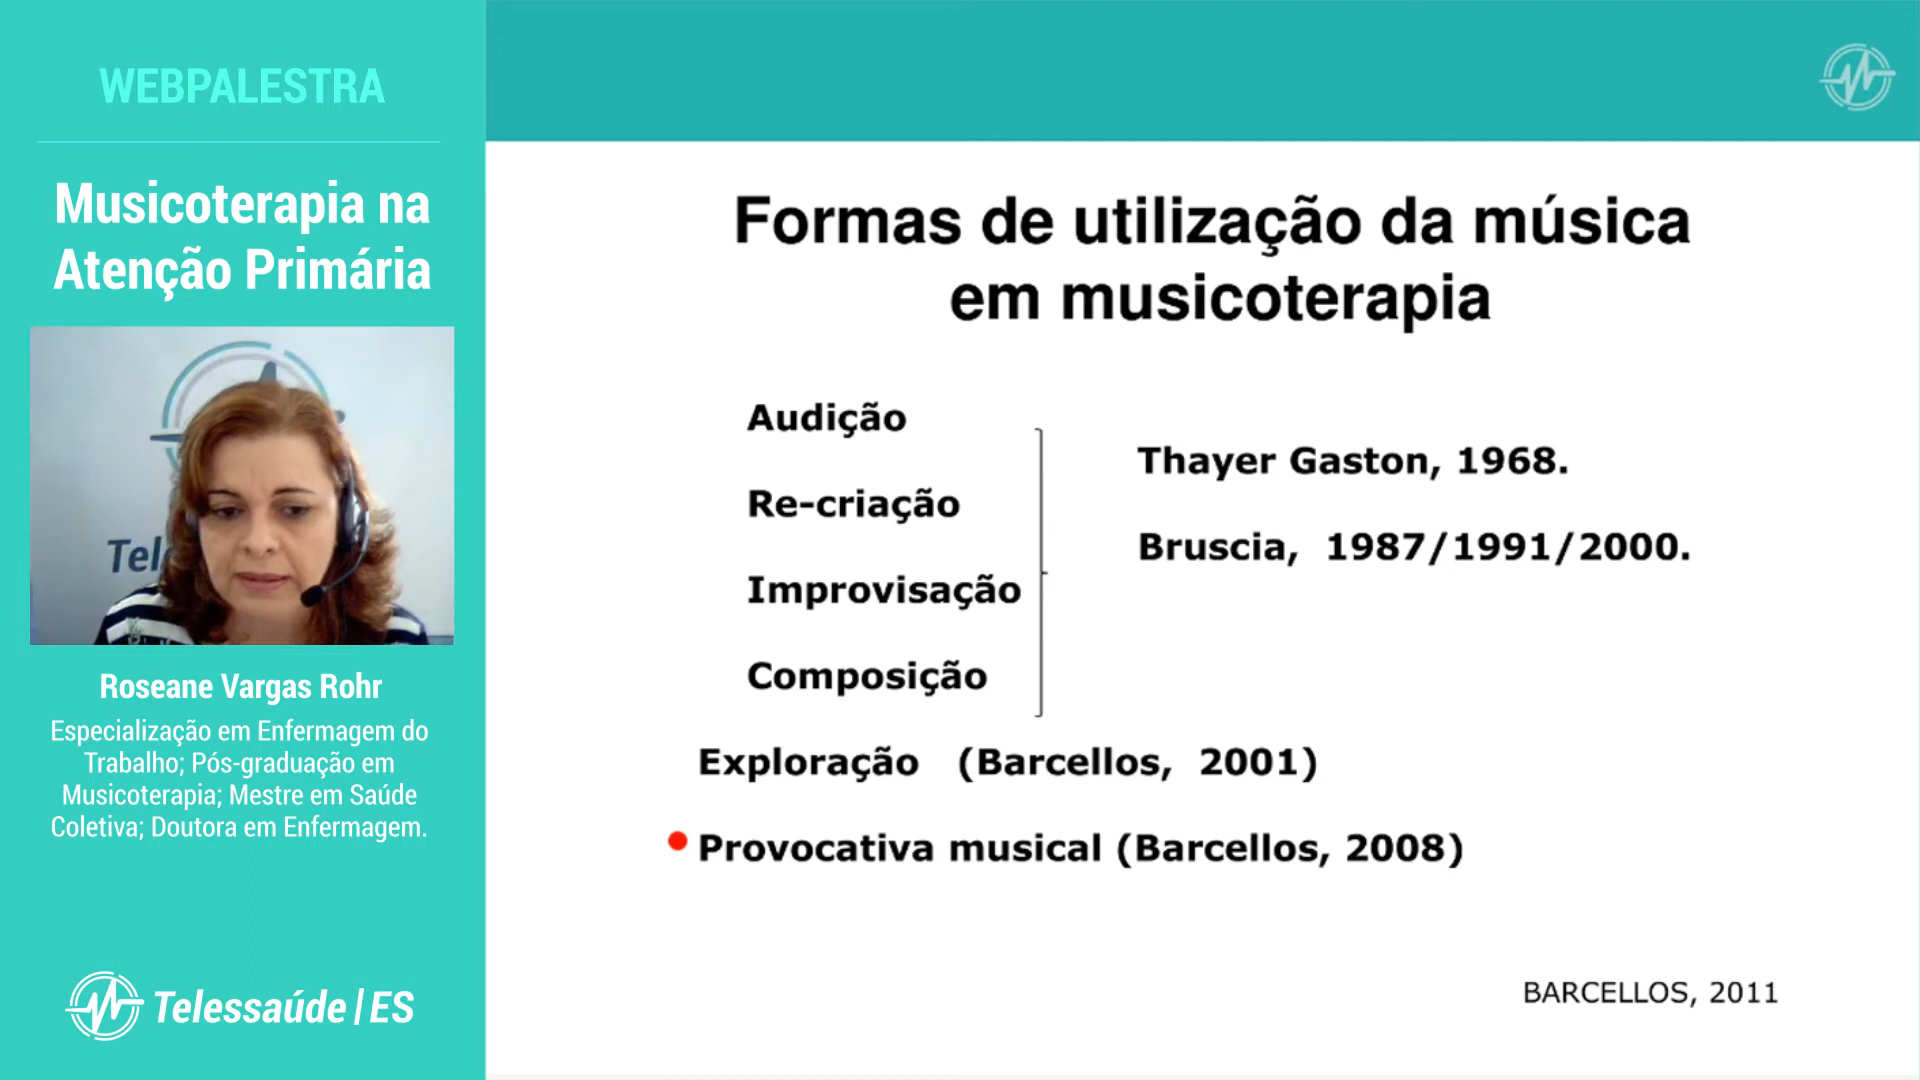 WEBPALESTRA
Musicoterapia na
Atenção Primária
Tel
Roseane Vargas Rohr
Especialização em Enfermagem do
Trabalho; Pós-graduação em
Musicoterapia; Mestre em Saúde
Coletiva; Doutora em Enfermagem.
Telessaúde|ES
Formas de utilização da música
em musicoterapia
Audição
Re-criação
Improvisação
Composição
Thayer Gaston, 1968.
Bruscia, 1987/1991/2000.
Exploração (Barcellos, 2001)
Provocativa musical (Barcellos, 2008)
BARCELLOS, 2011